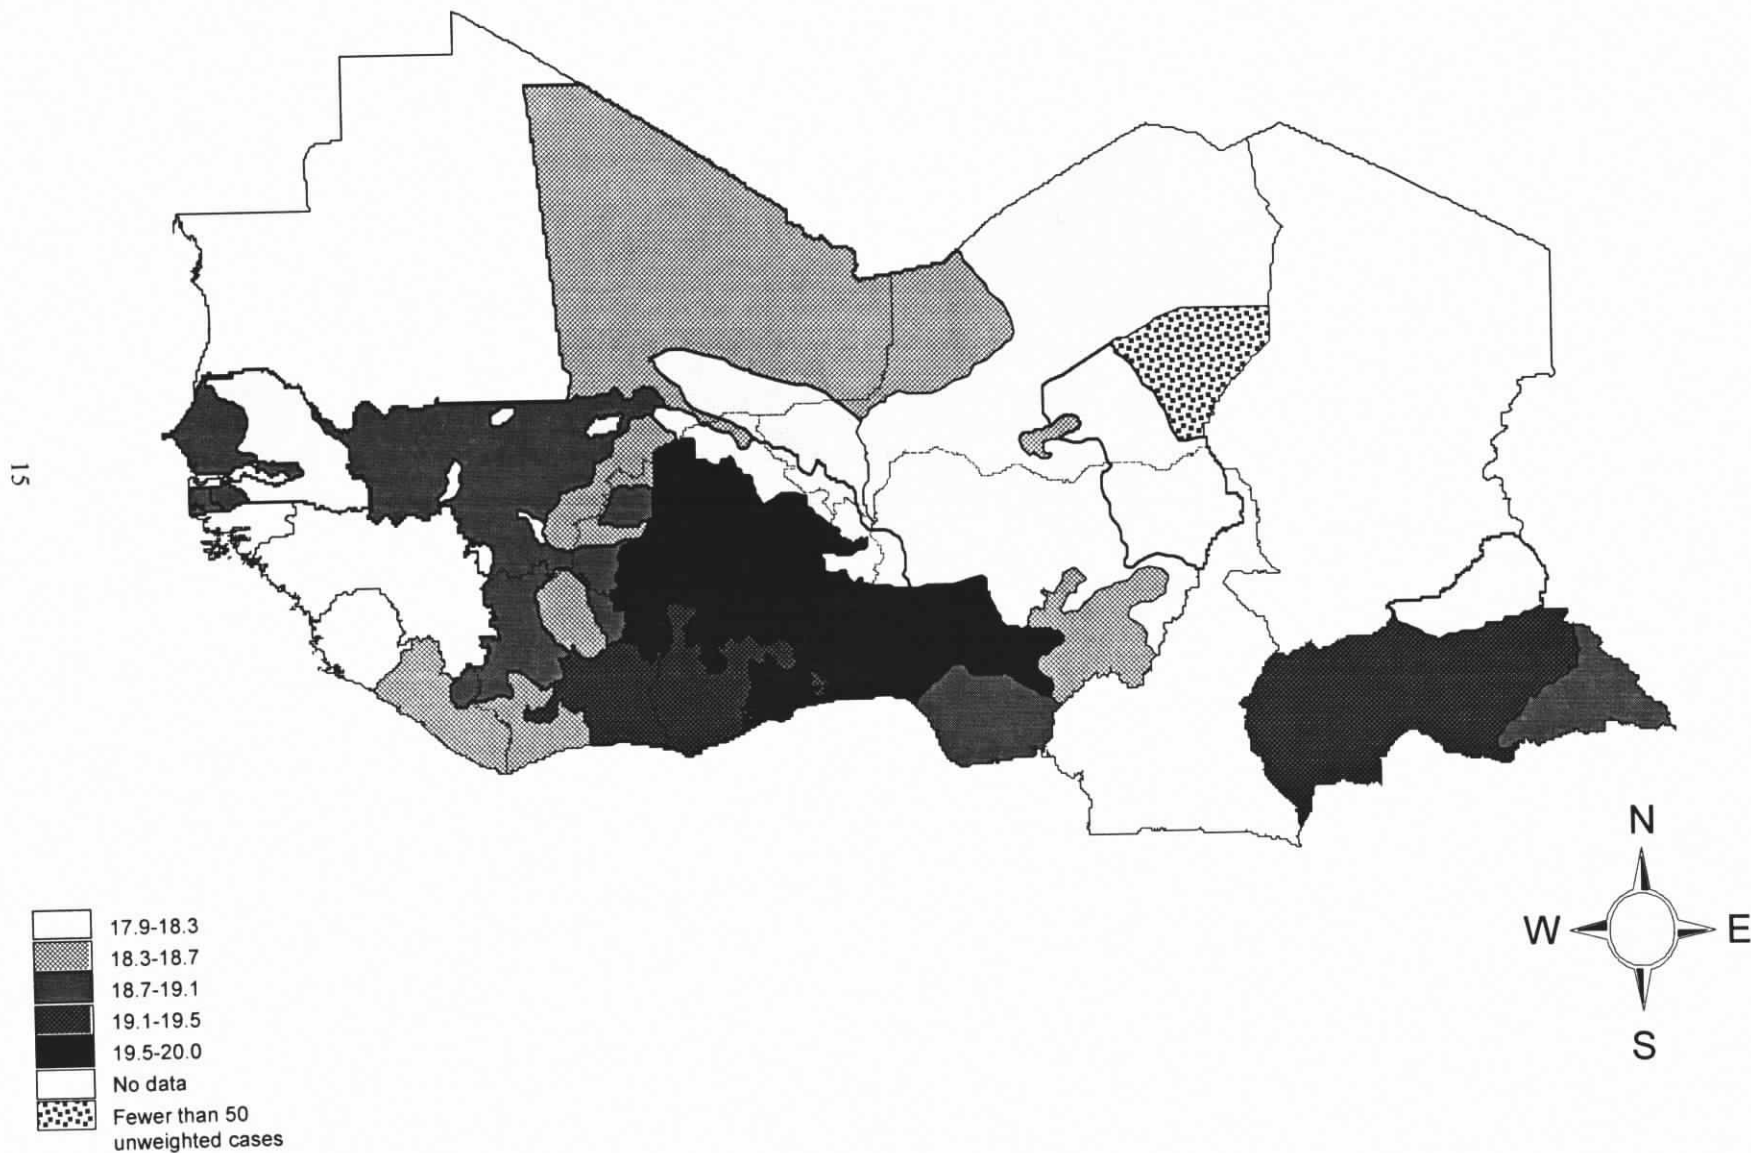 15
N
W E
S
17.9-18.3
18.3-18.7
18.7-19.1
19.1-19.5
19.5-20.0
No data
Fewer than 50
unweighted cases